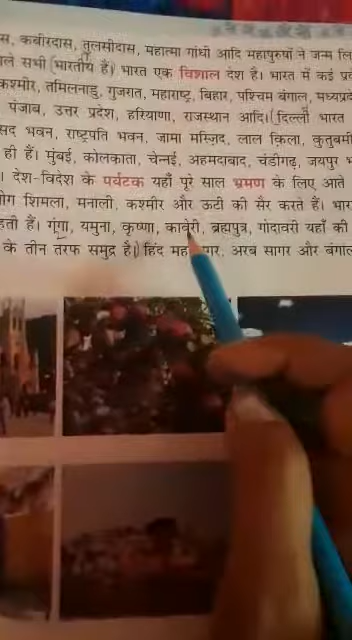 स, कबीरदास, तुलसीदास, महात्मा गांधी आदि महापुरुषों ने जन्म लि
ले सभी (भारतीय हैं) भारत एक विशाल देश है। भारत में कई प्रदे
कश्मीर, तमिलनाडु, गुजरात, महाराष्ट्र, बिहार, पश्चिम बंगाल, मध्यप्रदे
पंजाब, उत्तर प्रदेश, हरियाणा, राजस्थान आदि। (दिल्ली भारत
सद भवन, राष्ट्रपति भवन, जामा मस्ज़िद, लाल क़िला, कुतुबमी
ही हैं। मुंबई, कोलकाता, चेन्नई, अहमदाबाद, चंडीगढ़, जयपुर भ
। देश-विदेश के पर्यटक यहाँ पूरे साल भ्रमण के लिए आते
ोग शिमला, मनाली, कश्मीर और ऊटी की सैर करते हैं। भार
हती हैं। गंगा, यमुना, कृष्णा, कावेरी, ब्रह्मपुत्र, गोदावरी यहाँ की
के तीन तरफ समुद्र है।) हिंद महासागर, अरब सागर और बंगाल